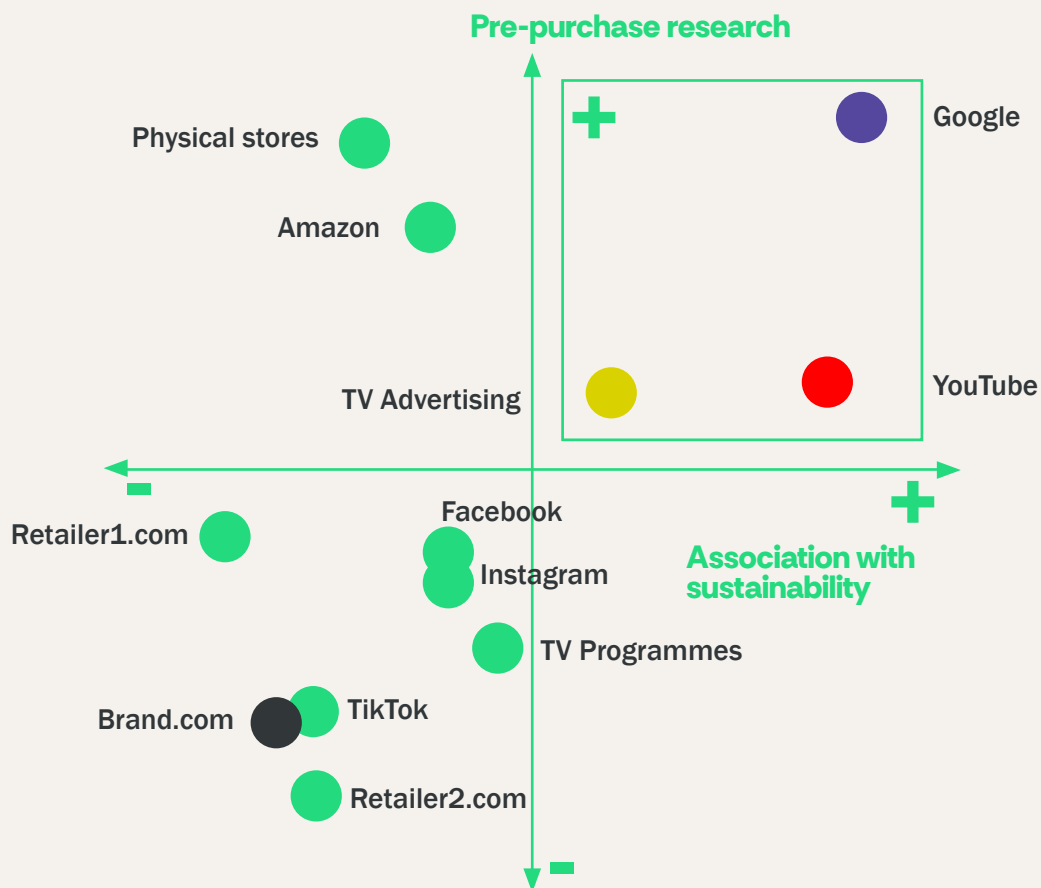 Pre-purchase research
Google
Physical stores
Amazon
YouTube
TV Advertising
Facebook
Retailer1.com
Association with
sustainability
Instagram
TV Programmes
TikTok
Brand.com
Retailer2.com